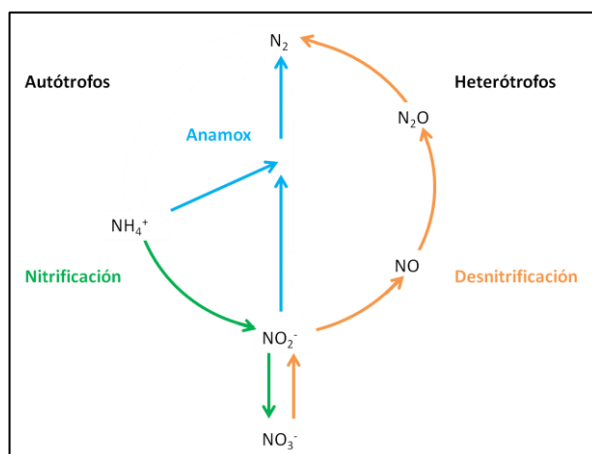 N₂
Autótrofos
Heterótrofos
N₂O
Anamox
NH₄⁺
Nitrificación
NO
Desnitrificación
NO₂⁻
NO₃⁻